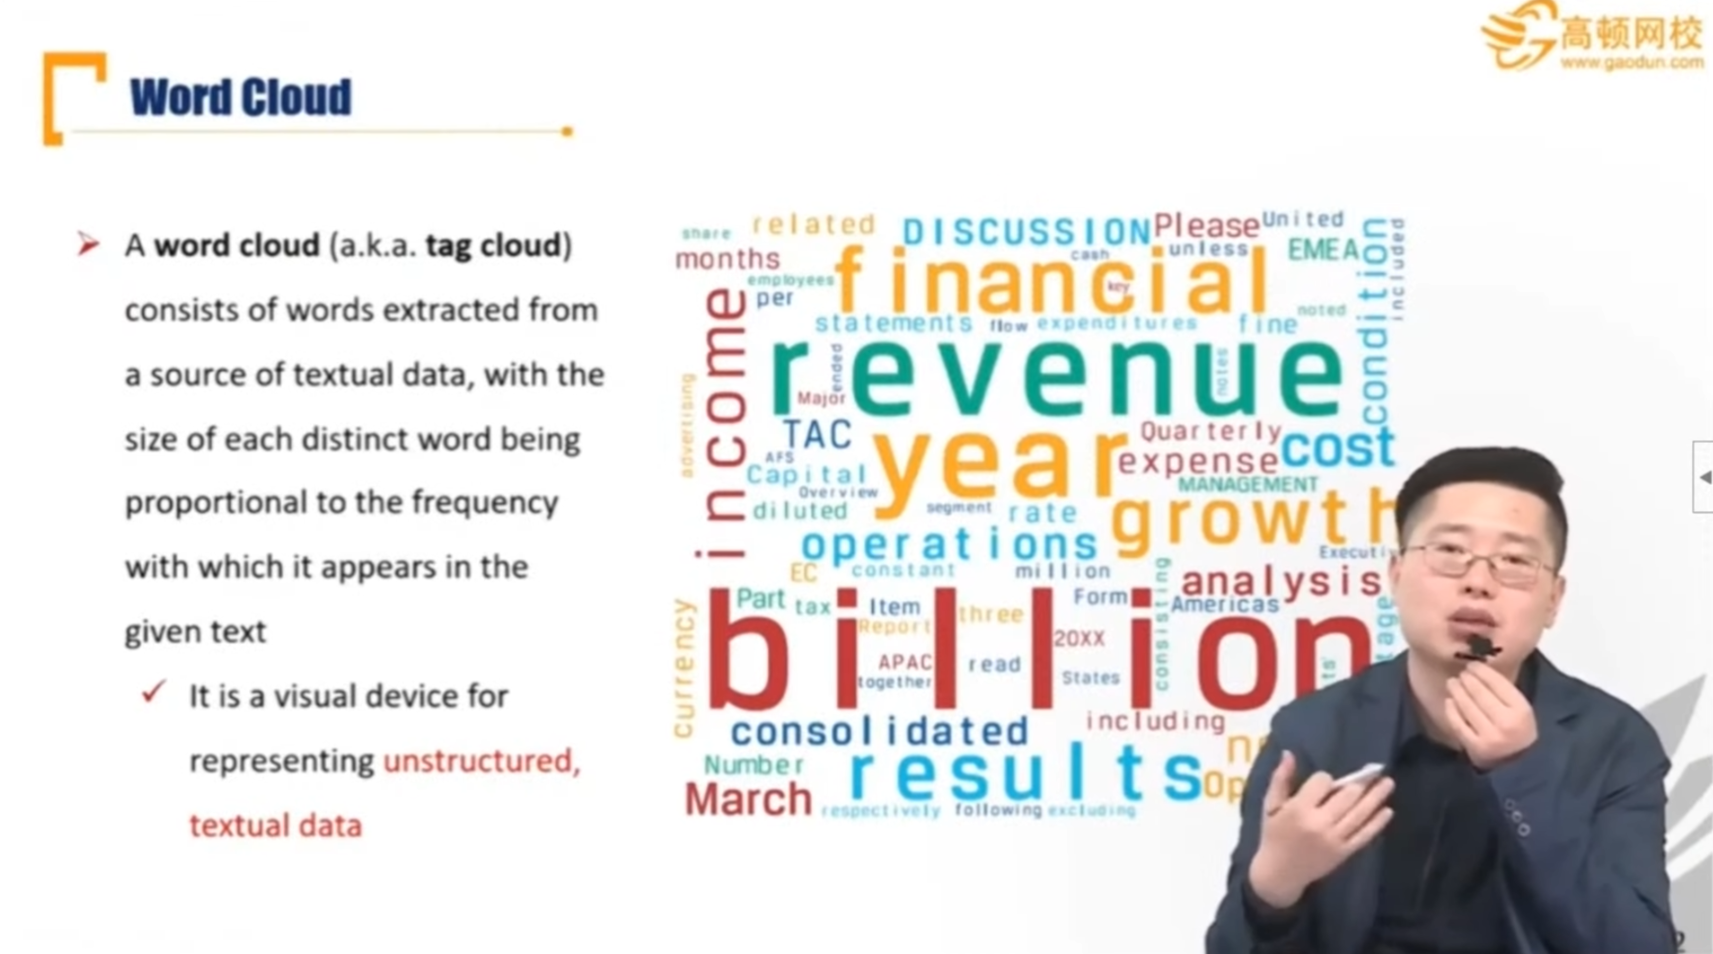 高顿网校
www.gaodun.com
Word Cloud
A word cloud (a.k.a. tag cloud)
consists of words extracted from
a source of textual data, with the
size of each distinct word being
proportional to the frequency
with which it appears in the
given text
✓ It is a visual device for
representing unstructured,
textual data
share related DISCUSSION Please United
months cash unless EMEA
employees financial condition included
per key
statements flow expenditures fine noted
income revenue
ended notes
Major
advertising
TAC year Quarterly cost
AFS expense
Capital MANAGEMENT
Overview growth
diluted segment rate
operations
EC constant million
analysis
Part tax Item three Form Americas
Report consisting
billion 20XX
currency APAC read
together States
consolidated including
Number results
March respectively following excluding